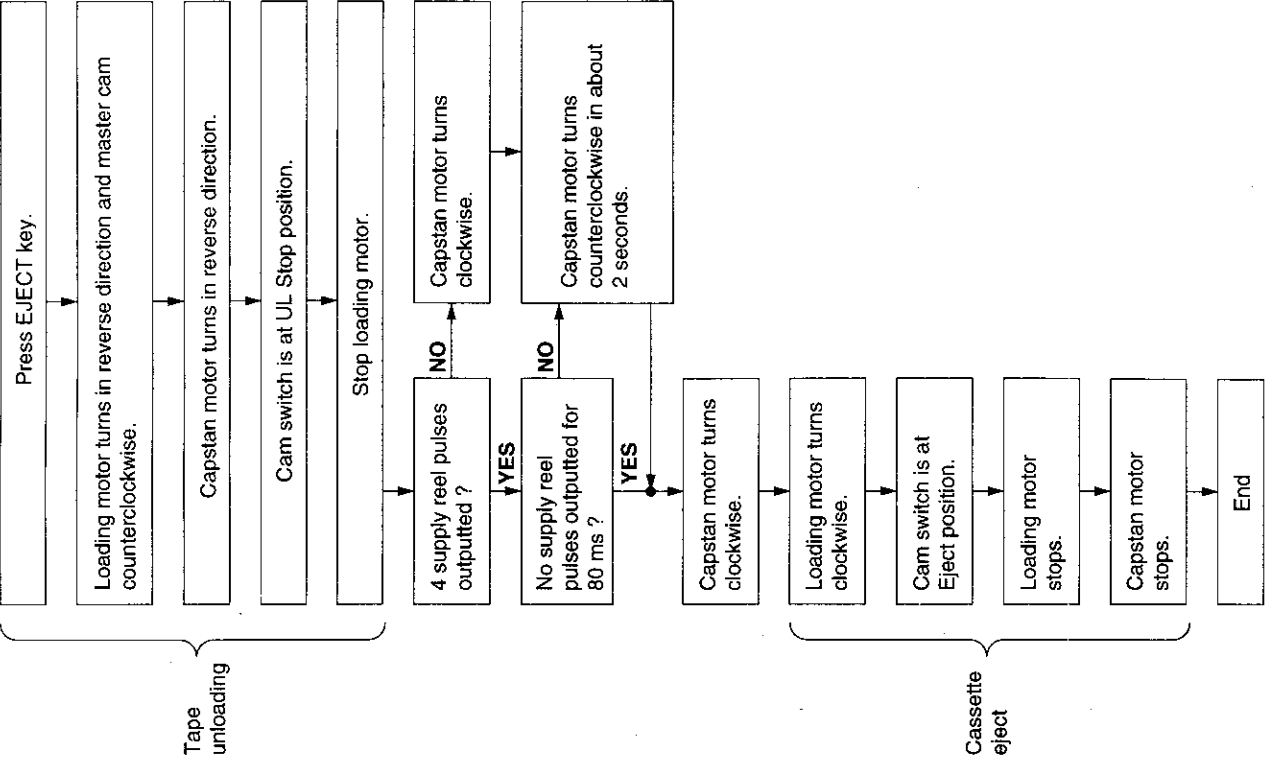 Press EJECT key.
Loading motor turns in reverse direction and master cam
counterclockwise.
Capstan motor turns in reverse direction.
Cam switch is at UL Stop position.
Stop loading motor.
Tape
unloading
4 supply reel pulses
outputted ?
NO
Capstan motor turns
clockwise.
YES
No supply reel
pulses outputted for
80 ms ?
NO
Capstan motor turns
counterclockwise in about
2 seconds.
YES
Capstan motor turns
clockwise.
Loading motor turns
clockwise.
Cam switch is at
Eject position.
Loading motor
stops.
Capstan motor
stops.
Cassette
eject
End